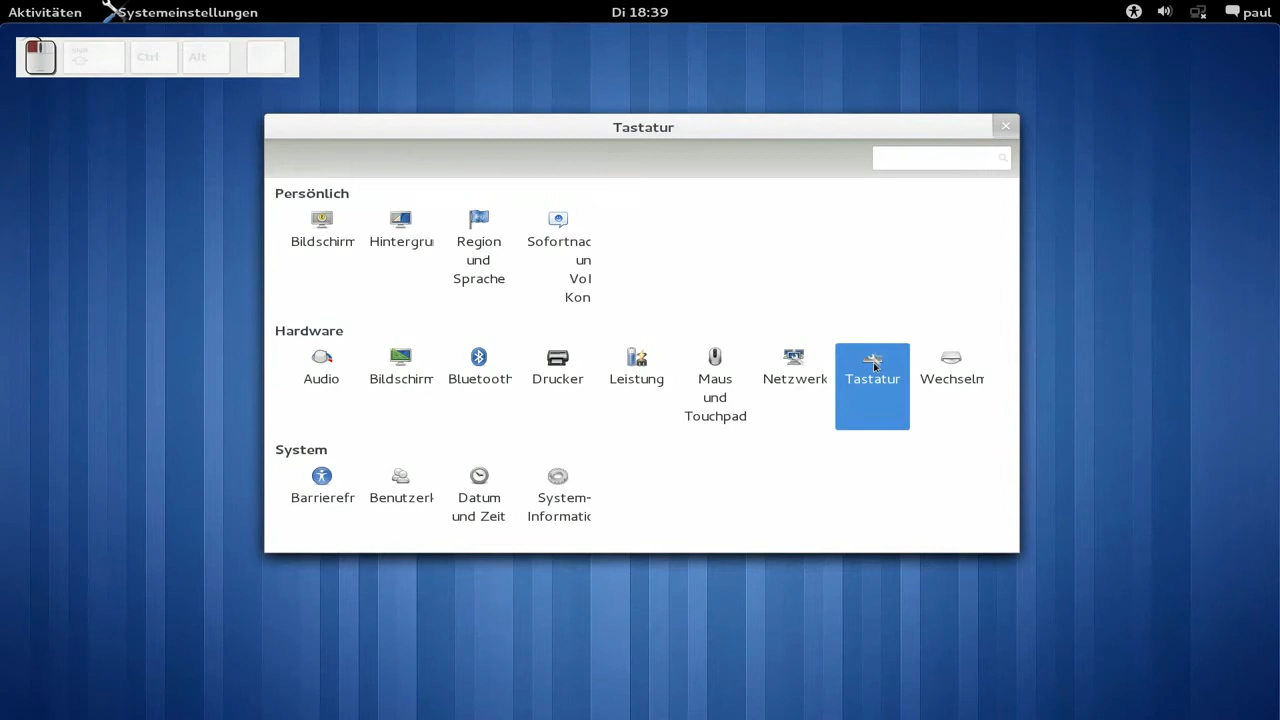 Aktivitäten Systemeinstellungen Di 18:39 paul
Ctrl Alt
Tastatur
Persönlich
Bildschirm Hintergru Region und Sprache Sofortnac un Vo Kon
Hardware
Audio Bildschirm Bluetooth Drucker Leistung Maus und Touchpad Netzwerk Tastatur Wechseln
System
Barrierefr Benutzerk Datum und Zeit System-Informatic